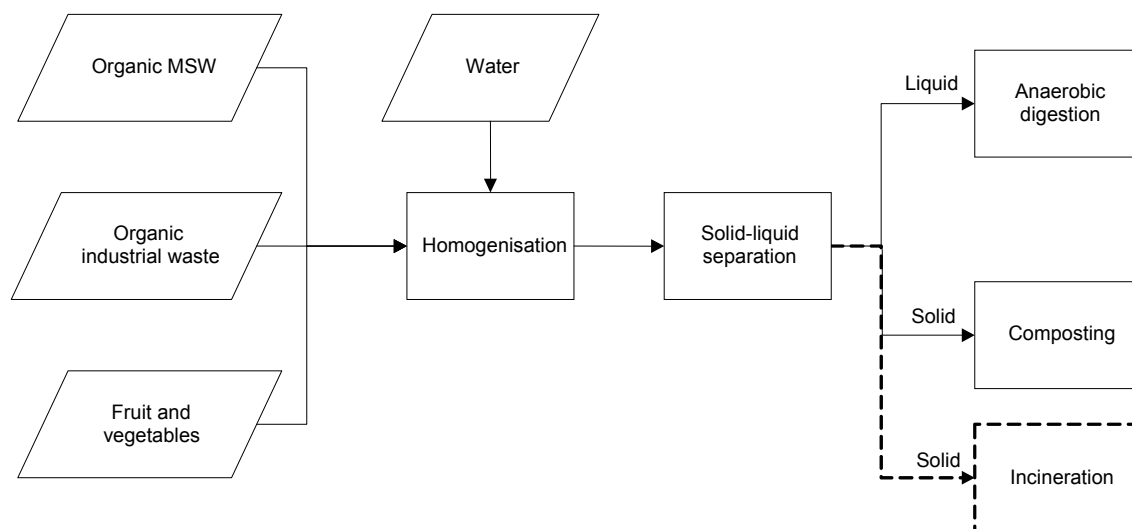 Organic MSW
Water
Liquid
Anaerobic
digestion
Organic
industrial waste
Homogenisation
Solid-liquid
separation
Solid
Composting
Fruit and
vegetables
Solid
Incineration